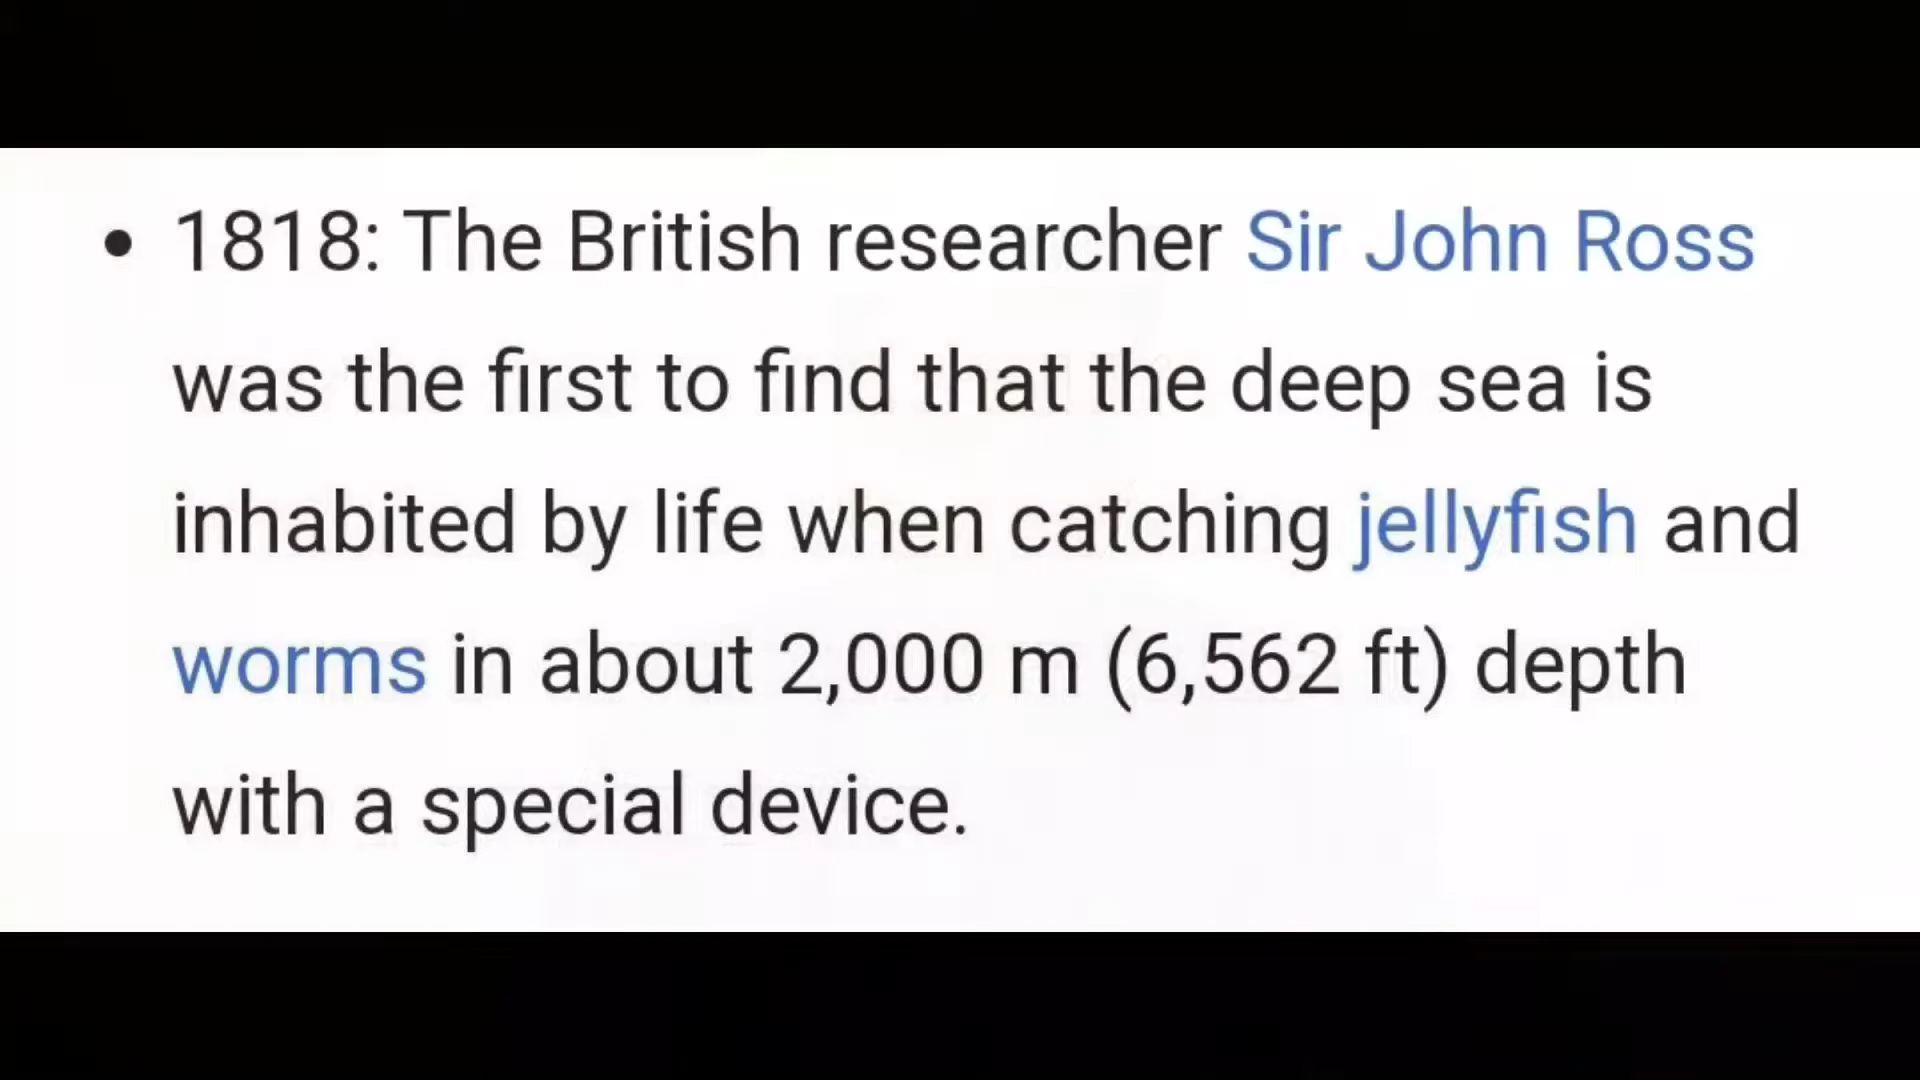 • 1818: The British researcher Sir John Ross
was the first to find that the deep sea is
inhabited by life when catching jellyfish and
worms in about 2,000 m (6,562 ft) depth
with a special device.